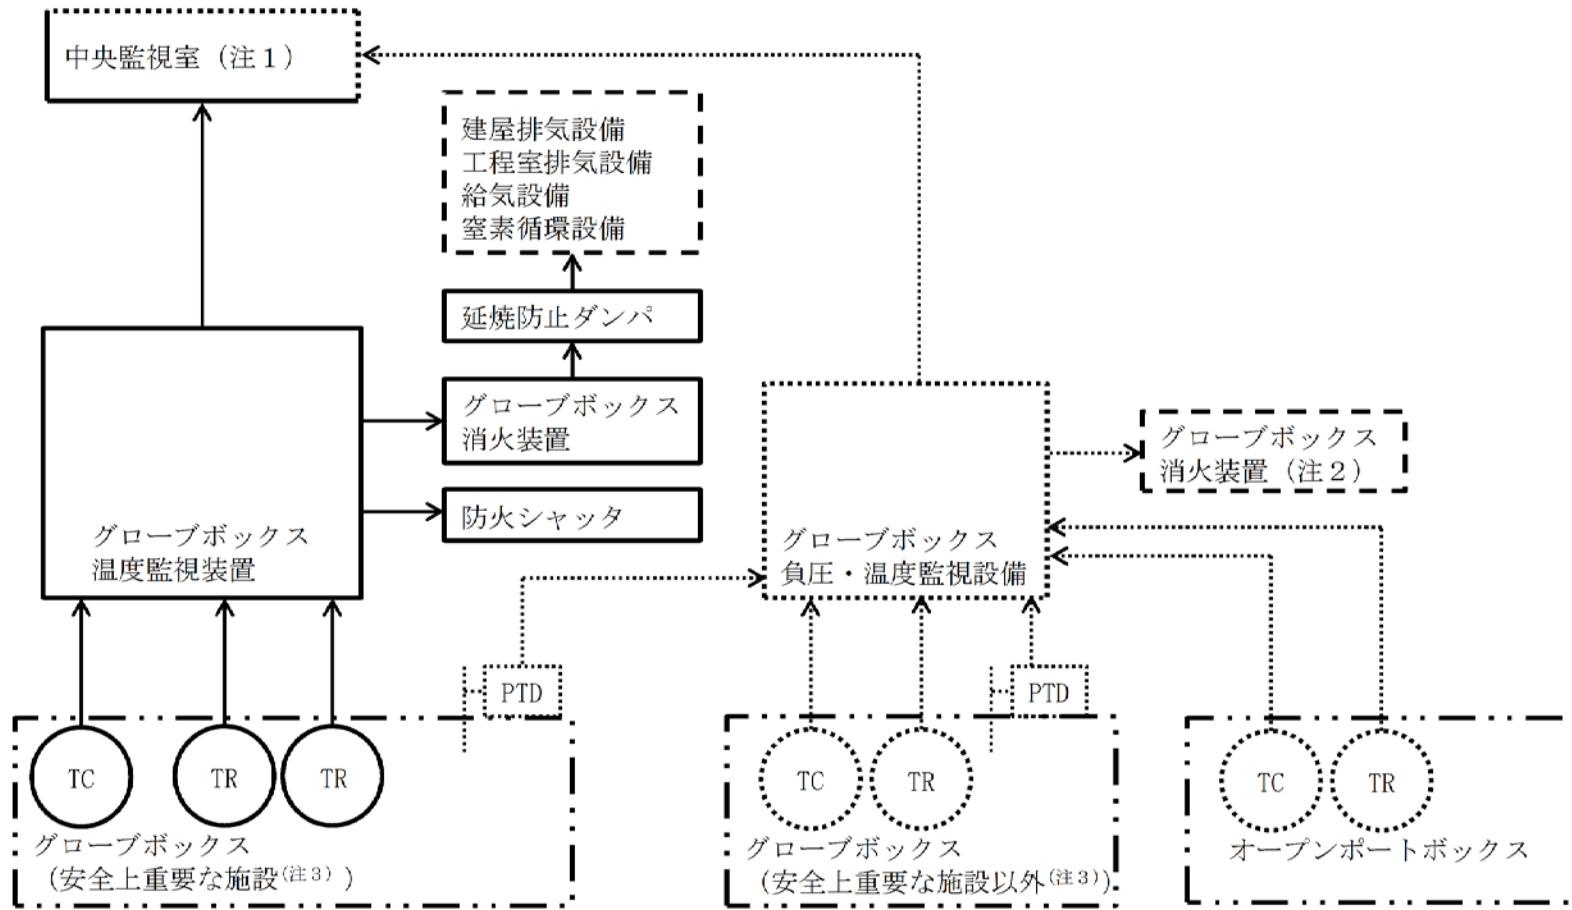 中央監視室（注１）
建屋排気設備
工程室排気設備
給気設備
窒素循環設備
延焼防止ダンパ
グローブボックス
消火装置
防火シャッタ
グローブボックス
温度監視装置
グローブボックス
負圧・温度監視設備
グローブボックス
消火装置（注２）
PTD
PTD
TC
TR
TR
グローブボックス
（安全上重要な施設(注３)）
TC
TR
グローブボックス
（安全上重要な施設以外(注３)）
TC
TR
オープンポートボックス